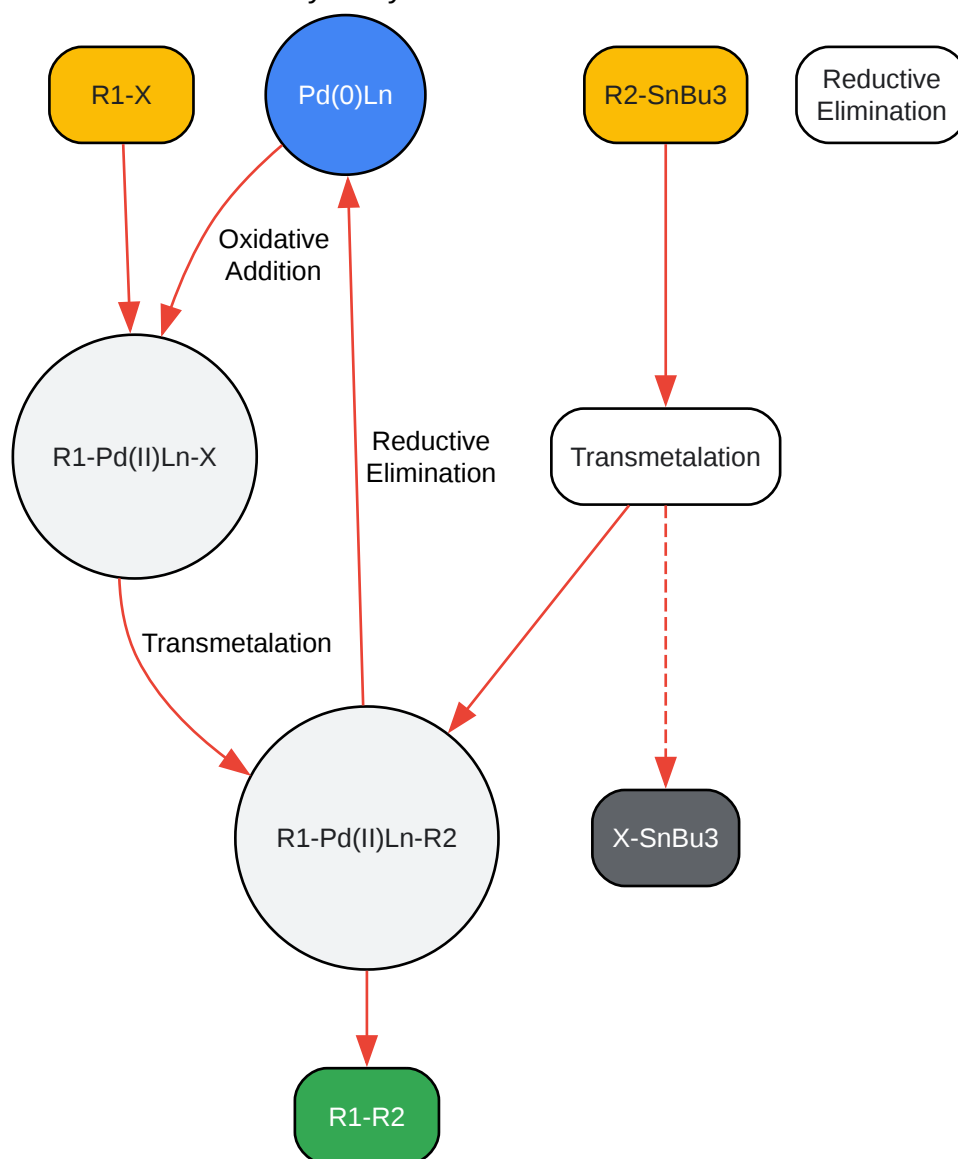 R1-X
Pd(0)Ln
R2-SnBu3
Reductive
Elimination
Oxidative
Addition
R1-Pd(II)Ln-X
Reductive
Elimination
Transmetalation
Transmetalation
R1-Pd(II)Ln-R2
X-SnBu3
R1-R2